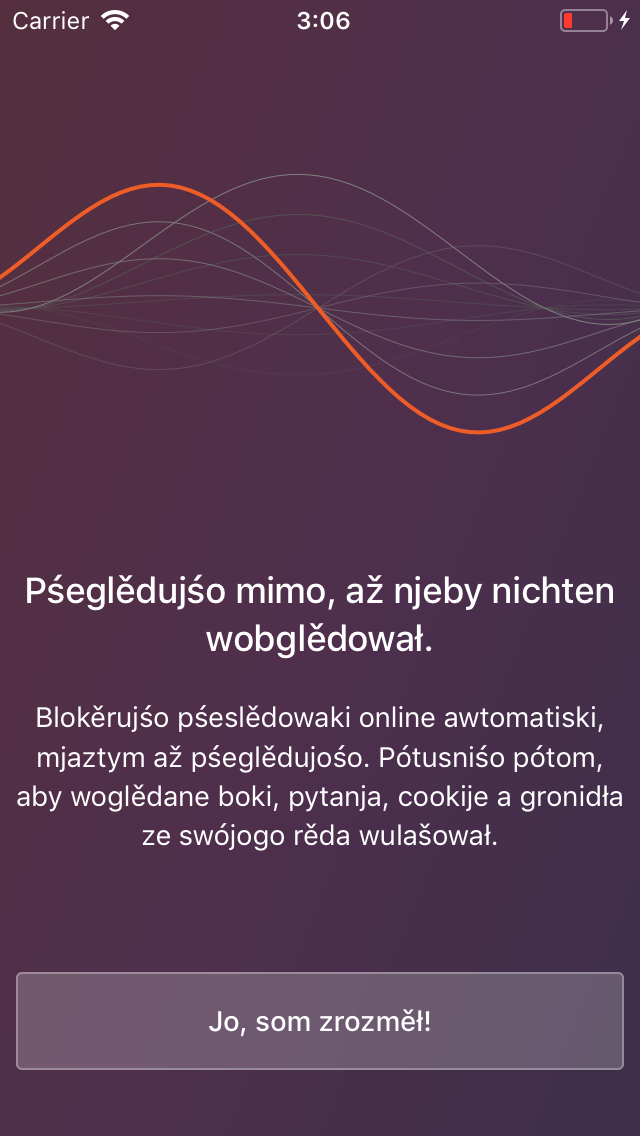 Carrier
3:06
Pśeglědujśo mimo, až njeby nichten
wobglědował.
Blokěrujśo pśeslědowaki online awtomatiski,
mjaztym až pśeglědujośo. Pótusniśo pótom,
aby woglědane boki, pytanja, cookije a gronidła
ze swójogo rěda wulašował.
Jo, som zrozměł!